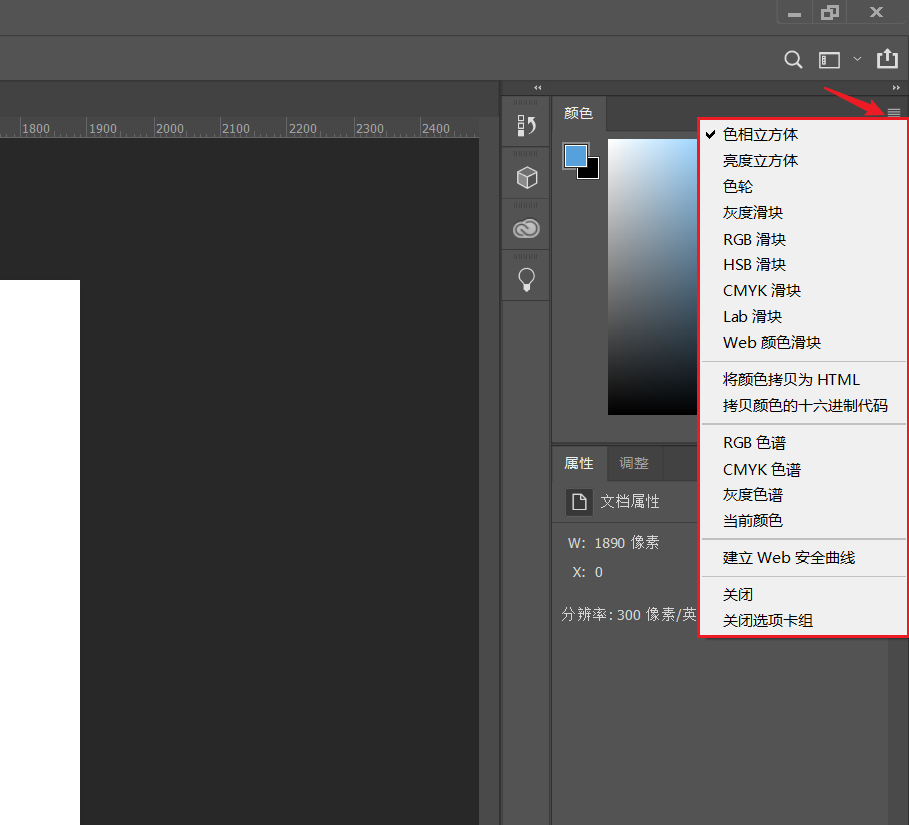 1800 1900 2000 2100 2200 2300 2400
颜色
色相立方体
亮度立方体
色轮
灰度滑块
RGB 滑块
HSB 滑块
CMYK 滑块
Lab 滑块
Web 颜色滑块
将颜色拷贝为 HTML
拷贝颜色的十六进制代码
RGB 色谱
CMYK 色谱
灰度色谱
当前颜色
建立 Web 安全曲线
关闭
关闭选项卡组
属性 调整
文档属性
W: 1890 像素
X: 0
分辨率: 300 像素/英